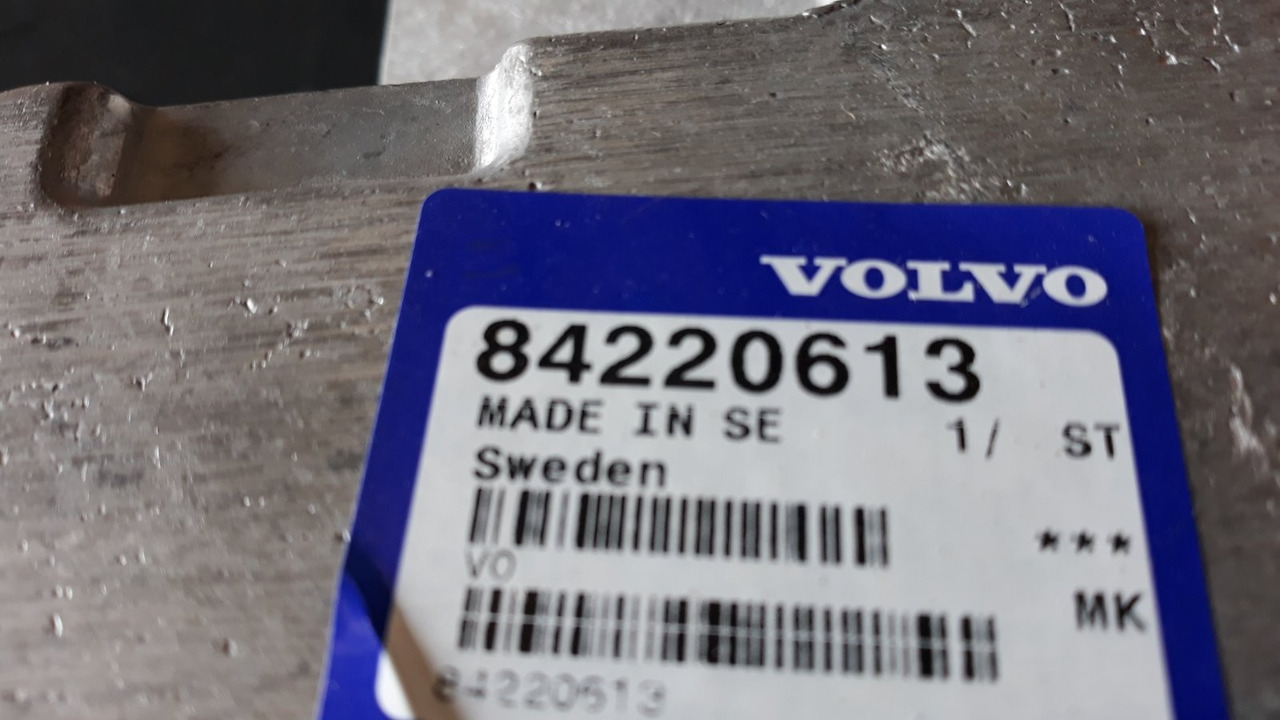 VOLVO
84220613
MADE IN SE 1/ ST
Sweden
***
VO
MK
84220613